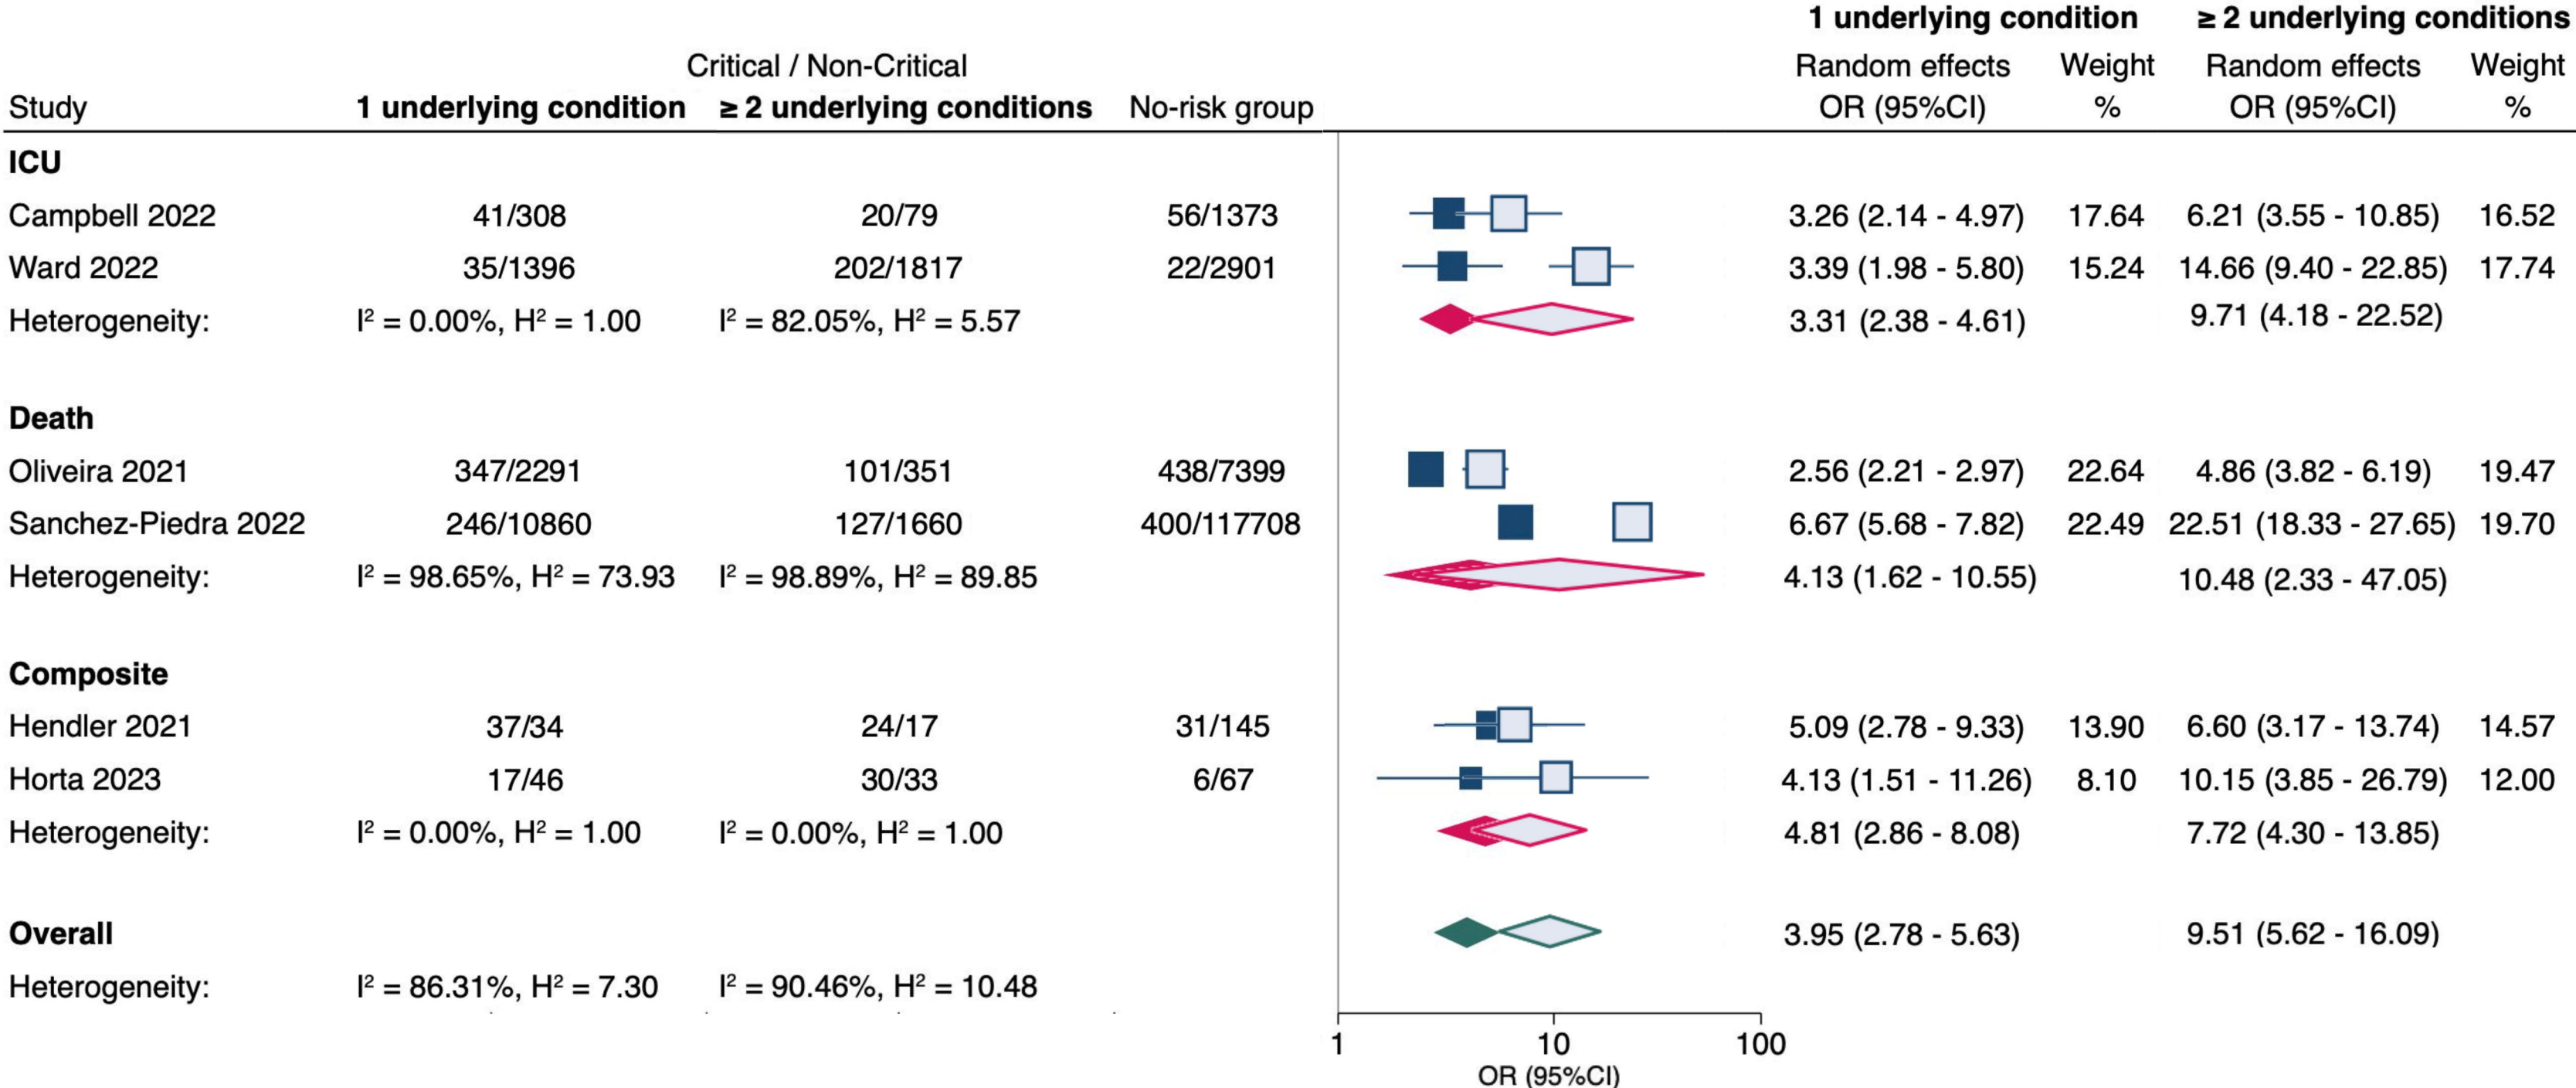 1 underlying condition ≥ 2 underlying conditions
Critical / Non-Critical Random effects Weight Random effects Weight
Study 1 underlying condition ≥ 2 underlying conditions No-risk group OR (95%CI) % OR (95%CI) %
ICU
Campbell 2022 41/308 20/79 56/1373 3.26 (2.14 - 4.97) 17.64 6.21 (3.55 - 10.85) 16.52
Ward 2022 35/1396 202/1817 22/2901 3.39 (1.98 - 5.80) 15.24 14.66 (9.40 - 22.85) 17.74
Heterogeneity: I² = 0.00%, H² = 1.00 I² = 82.05%, H² = 5.57 3.31 (2.38 - 4.61) 9.71 (4.18 - 22.52)
Death
Oliveira 2021 347/2291 101/351 438/7399 2.56 (2.21 - 2.97) 22.64 4.86 (3.82 - 6.19) 19.47
Sanchez-Piedra 2022 246/10860 127/1660 400/117708 6.67 (5.68 - 7.82) 22.49 22.51 (18.33 - 27.65) 19.70
Heterogeneity: I² = 98.65%, H² = 73.93 I² = 98.89%, H² = 89.85 4.13 (1.62 - 10.55) 10.48 (2.33 - 47.05)
Composite
Hendler 2021 37/34 24/17 31/145 5.09 (2.78 - 9.33) 13.90 6.60 (3.17 - 13.74) 14.57
Horta 2023 17/46 30/33 6/67 4.13 (1.51 - 11.26) 8.10 10.15 (3.85 - 26.79) 12.00
Heterogeneity: I² = 0.00%, H² = 1.00 I² = 0.00%, H² = 1.00 4.81 (2.86 - 8.08) 7.72 (4.30 - 13.85)
Overall 3.95 (2.78 - 5.63) 9.51 (5.62 - 16.09)
Heterogeneity: I² = 86.31%, H² = 7.30 I² = 90.46%, H² = 10.48
1 10 100
OR (95%CI)